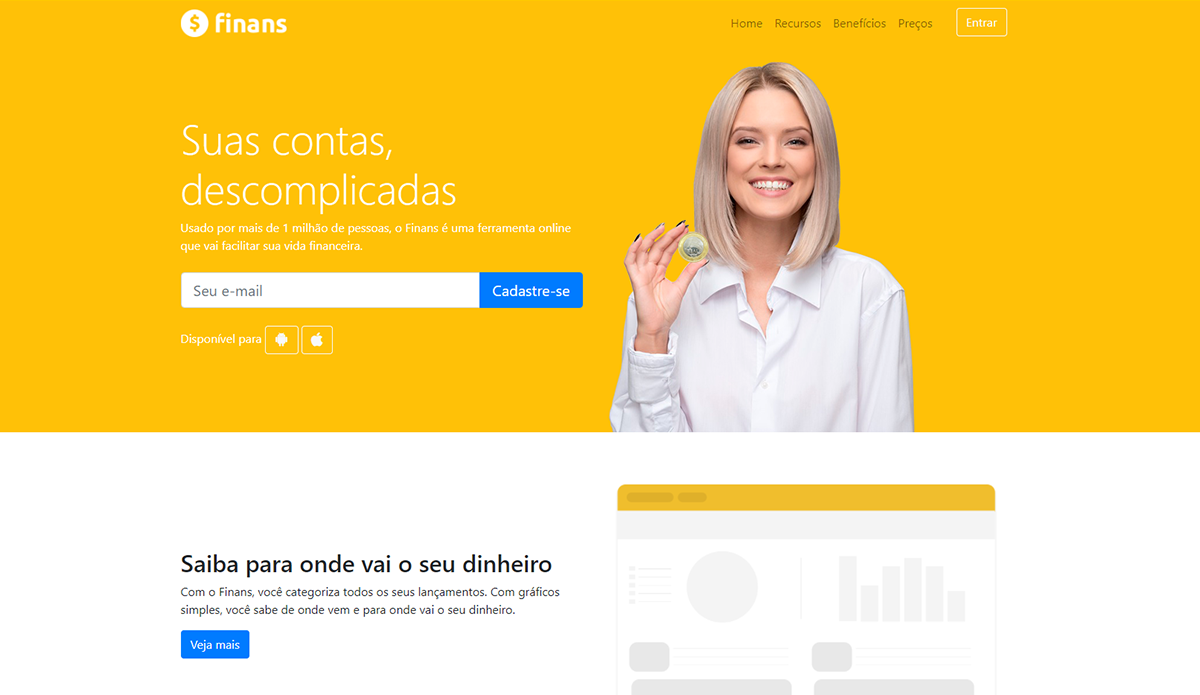 finans
Home Recursos Benefícios Preços Entrar
Suas contas,
descomplicadas
Usado por mais de 1 milhão de pessoas, o Finans é uma ferramenta online
que vai facilitar sua vida financeira.
Seu e-mail Cadastre-se
Disponível para
Saiba para onde vai o seu dinheiro
Com o Finans, você categoriza todos os seus lançamentos. Com gráficos
simples, você sabe de onde vem e para onde vai o seu dinheiro.
Veja mais